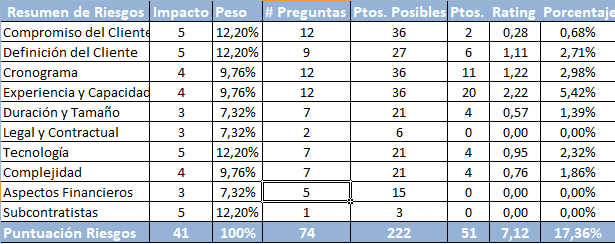 Resumen de Riesgos Impacto Peso # Preguntas Ptos. Posibles Ptos. Rating Porcentaje
Compromiso del Cliente 5 12,20% 12 36 2 0,28 0,68%
Definición del Cliente 5 12,20% 9 27 6 1,11 2,71%
Cronograma 4 9,76% 12 36 11 1,22 2,98%
Experiencia y Capacidad 4 9,76% 12 36 20 2,22 5,42%
Duración y Tamaño 3 7,32% 7 21 4 0,57 1,39%
Legal y Contractual 3 7,32% 2 6 0 0,00 0,00%
Tecnología 5 12,20% 7 21 4 0,95 2,32%
Complejidad 4 9,76% 7 21 4 0,76 1,86%
Aspectos Financieros 3 7,32% 5 15 0 0,00 0,00%
Subcontratistas 5 12,20% 1 3 0 0,00 0,00%
Puntuación Riesgos 41 100% 74 222 51 7,12 17,36%